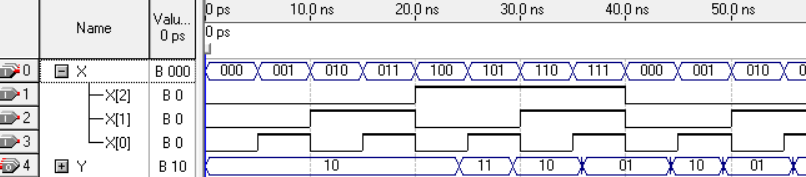 Name Valu... 0 ps 0 ps 10.0 ns 20.0 ns 30.0 ns 40.0 ns 50.0 ns
0 ps
0 X B 000 000 001 010 011 100 101 110 111 000 001 010 0
1 X[2] B 0
2 X[1] B 0
3 X[0] B 0
4 Y B 10 10 11 10 01 10 01